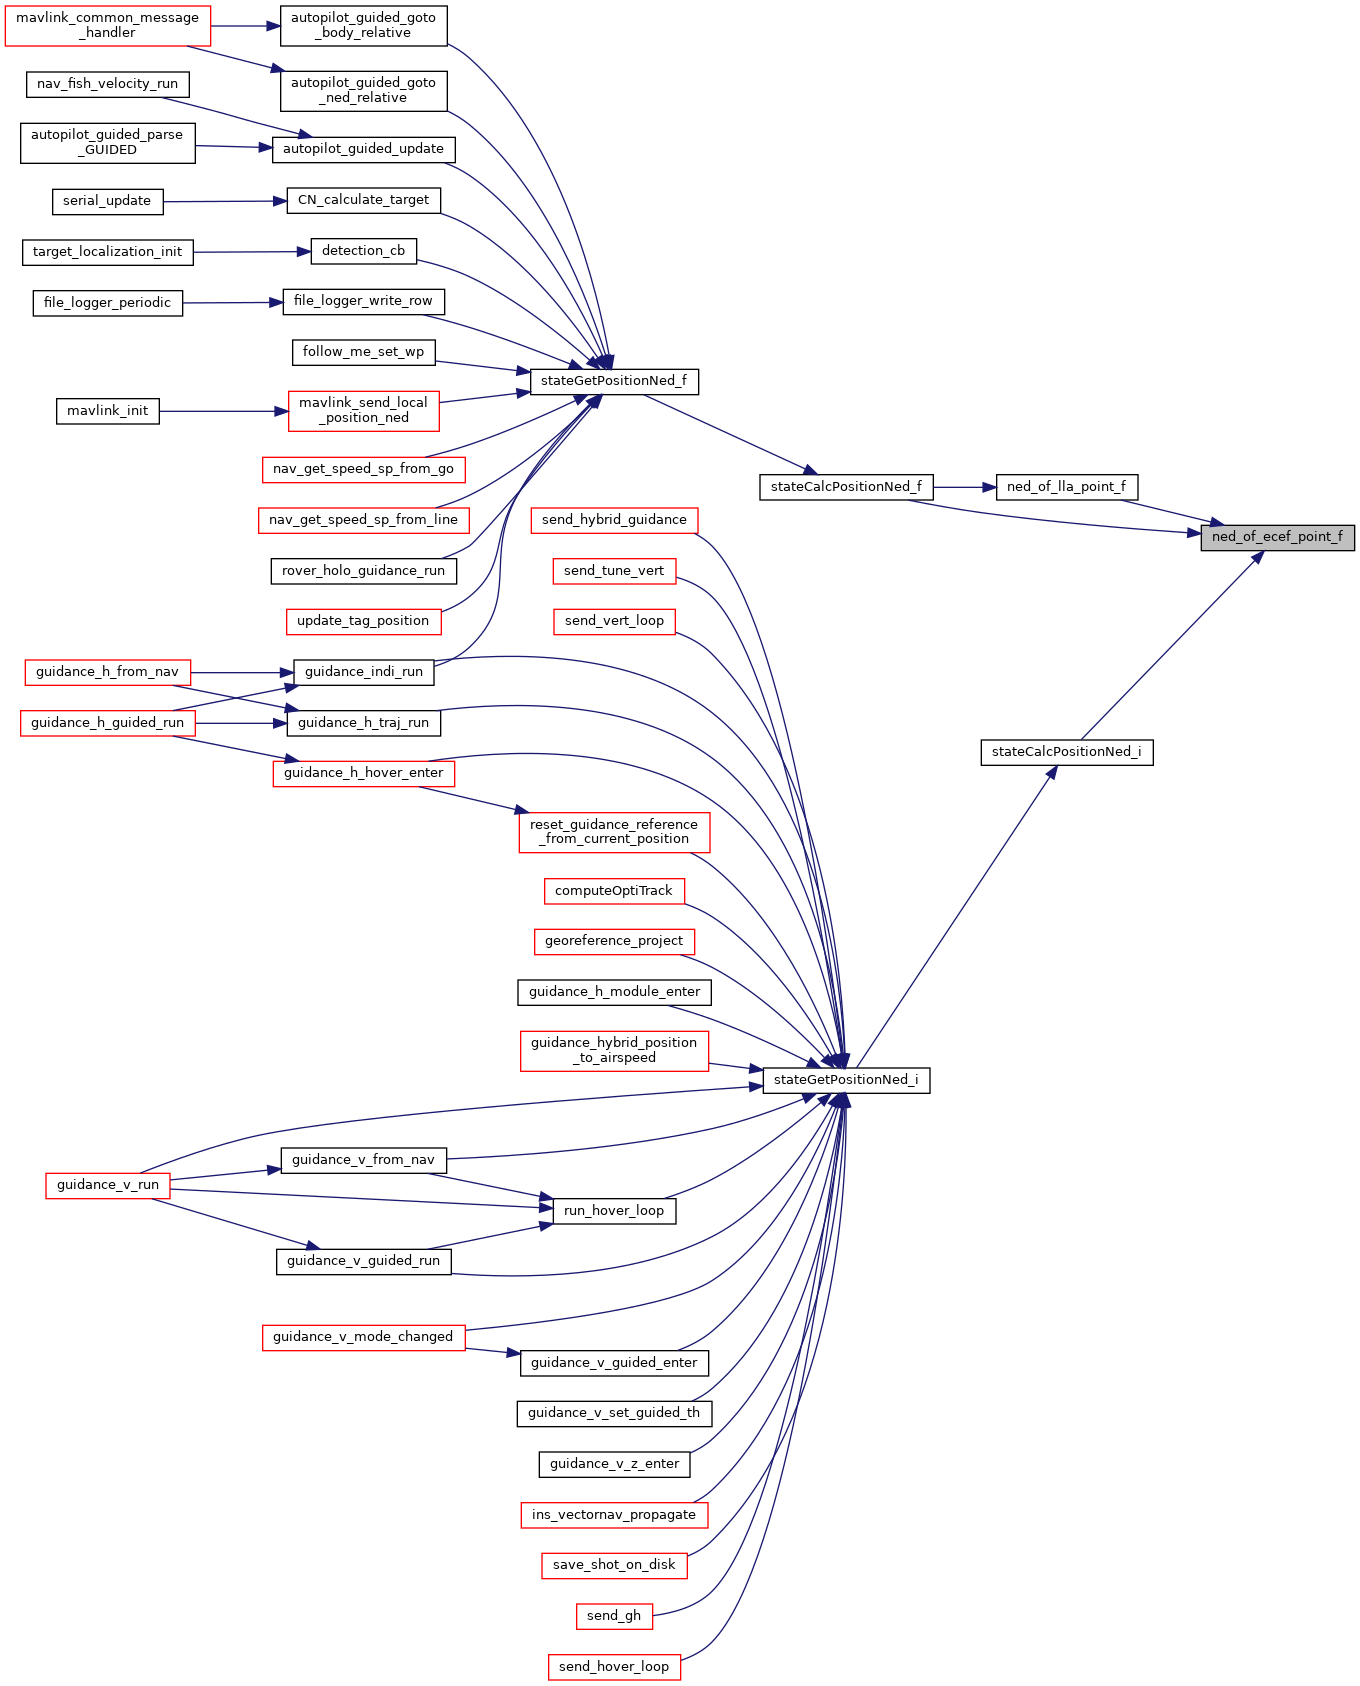 mavlink_common_message
_handler
autopilot_guided_goto
_body_relative
nav_fish_velocity_run
autopilot_guided_goto
_ned_relative
autopilot_guided_parse
_GUIDED
autopilot_guided_update
serial_update
CN_calculate_target
target_localization_init
detection_cb
file_logger_periodic
file_logger_write_row
follow_me_set_wp
stateGetPositionNed_f
mavlink_init
mavlink_send_local
_position_ned
nav_get_speed_sp_from_go
stateCalcPositionNed_f
ned_of_lla_point_f
nav_get_speed_sp_from_line
send_hybrid_guidance
ned_of_ecef_point_f
rover_holo_guidance_run
send_tune_vert
update_tag_position
send_vert_loop
guidance_h_from_nav
guidance_indi_run
guidance_h_guided_run
guidance_h_traj_run
stateCalcPositionNed_i
guidance_h_hover_enter
reset_guidance_reference
_from_current_position
computeOptiTrack
georeference_project
guidance_h_module_enter
guidance_hybrid_position
_to_airspeed
stateGetPositionNed_i
guidance_v_from_nav
guidance_v_run
run_hover_loop
guidance_v_guided_run
guidance_v_mode_changed
guidance_v_guided_enter
guidance_v_set_guided_th
guidance_v_z_enter
ins_vectornav_propagate
save_shot_on_disk
send_gh
send_hover_loop